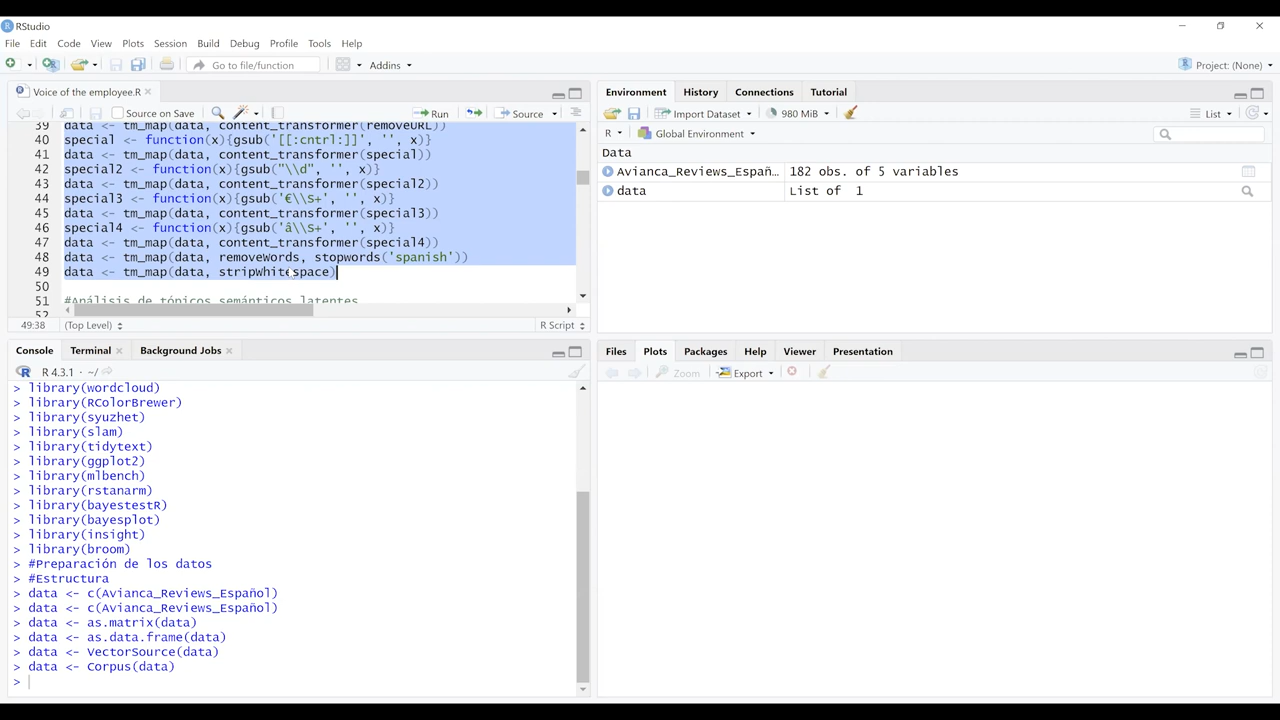 RStudio
File Edit Code View Plots Session Build Debug Profile Tools Help
Go to file/function Addins Project: (None)
Voice of the employee.R
Source on Save Run Source
39 data <- tm_map(data, content_transformer(removeURL))
40 special <- function(x){gsub('[[:cntrl:]]', '', x)}
41 data <- tm_map(data, content_transformer(special))
42 special2 <- function(x){gsub("\\d", '', x)}
43 data <- tm_map(data, content_transformer(special2))
44 special3 <- function(x){gsub('€\\S+', '', x)}
45 data <- tm_map(data, content_transformer(special3))
46 special4 <- function(x){gsub('â\\S+', '', x)}
47 data <- tm_map(data, content_transformer(special4))
48 data <- tm_map(data, removeWords, stopwords('spanish'))
49 data <- tm_map(data, stripWhitespace)
50
51 #Análisis de tópicos semánticos latentes
52
49:38 (Top Level) R Script
Console Terminal Background Jobs
R 4.3.1 · ~/
> library(wordcloud)
> library(RColorBrewer)
> library(syuzhet)
> library(slam)
> library(tidytext)
> library(ggplot2)
> library(mlbench)
> library(rstanarm)
> library(bayestestR)
> library(bayesplot)
> library(insight)
> library(broom)
> #Preparación de los datos
> #Estructura
> data <- c(Avianca_Reviews_Español)
> data <- c(Avianca_Reviews_Español)
> data <- as.matrix(data)
> data <- as.data.frame(data)
> data <- VectorSource(data)
> data <- Corpus(data)
>
Environment History Connections Tutorial
Import Dataset 980 MiB List
R Global Environment
Data
Avianca_Reviews_Españ… 182 obs. of 5 variables
data List of 1
Files Plots Packages Help Viewer Presentation
Zoom Export